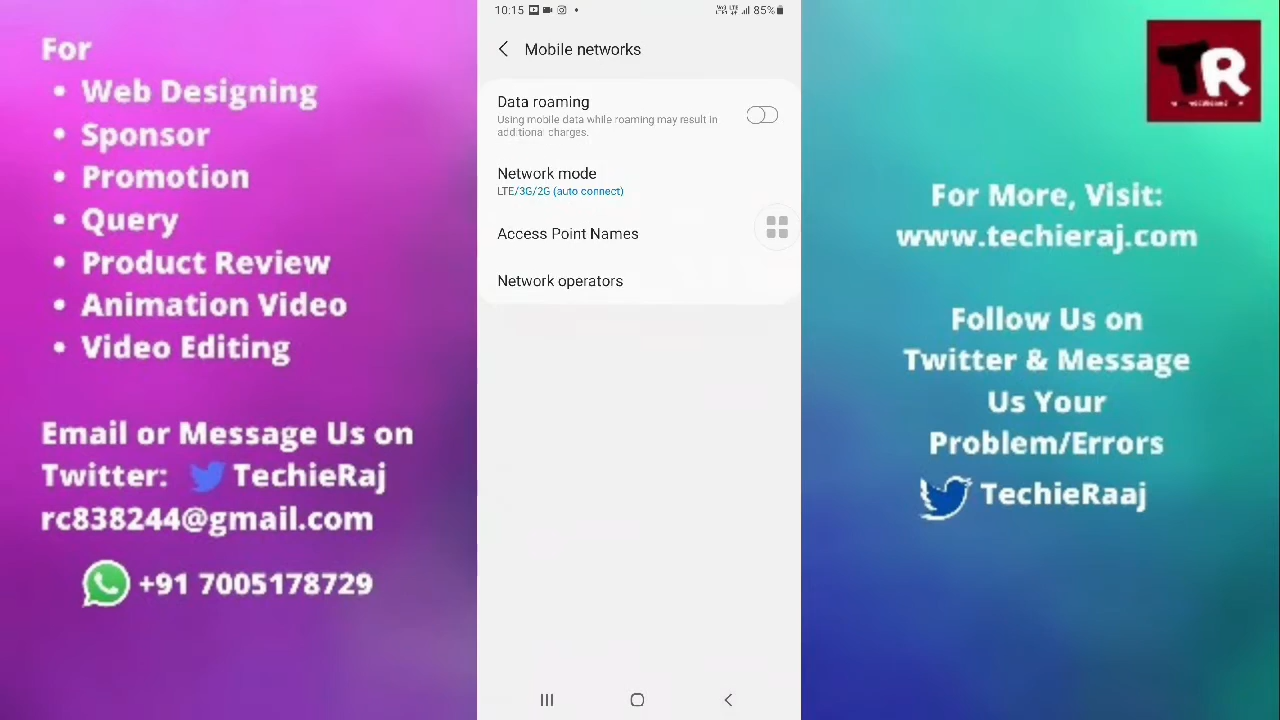 For
• Web Designing
• Sponsor
• Promotion
• Query
• Product Review
• Animation Video
• Video Editing
Email or Message Us on
Twitter: TechieRaj
rc838244@gmail.com
+91 7005178729
10:15
85%
Mobile networks
Data roaming
mobile data while roaming may result in
additional charges.
Network mode
LTE/3G/2G (auto connect)
Access Point Names
Network operators
TR
For More, Visit:
www.techieraj.com
Follow Us on
Twitter & Message
Us Your
Problem/Errors
TechieRaaj